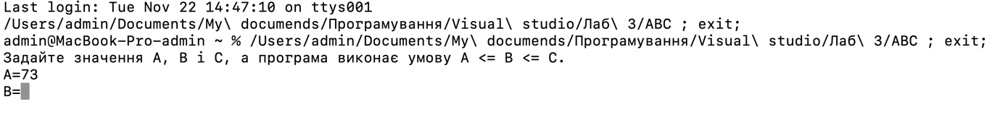 Last login: Tue Nov 22 14:47:10 on ttys001
/Users/admin/Documents/My\ documends/Програмування/Visual\ studio/Лаб\ 3/ABC ; exit;
admin@MacBook-Pro-admin ~ % /Users/admin/Documents/My\ documends/Програмування/Visual\ studio/Лаб\ 3/ABC ; exit;
Задайте значення A, B і C, а програма виконає умову A <= B <= C.
A=73
B=